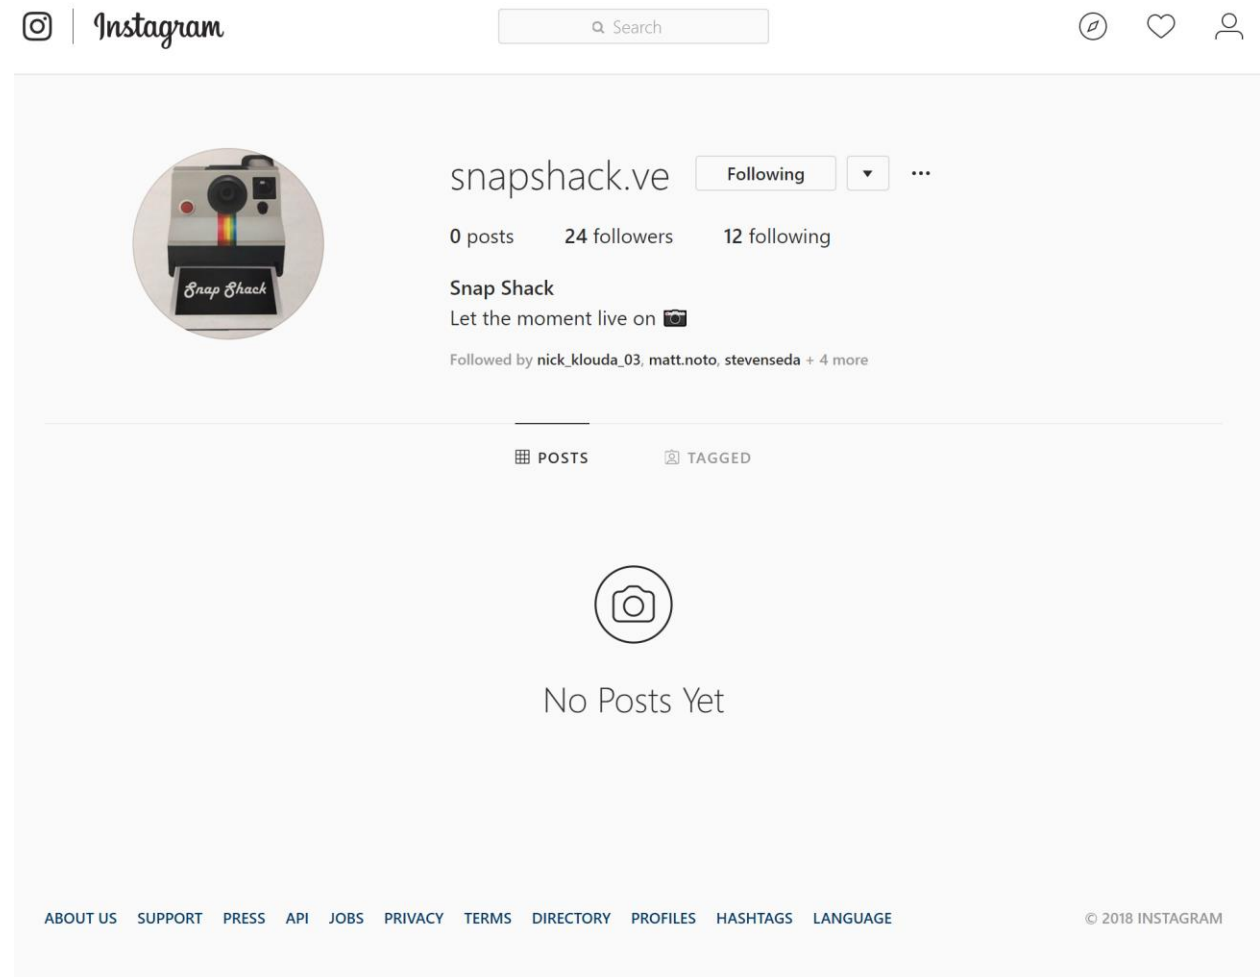 Instagram
Search
snapshack.ve Following
0 posts 24 followers 12 following
Snap Shack
Snap Shack
Let the moment live on
Followed by nick_klouda_03, matt.noto, stevenseda + 4 more
POSTS TAGGED
No Posts Yet
ABOUT US SUPPORT PRESS API JOBS PRIVACY TERMS DIRECTORY PROFILES HASHTAGS LANGUAGE © 2018 INSTAGRAM